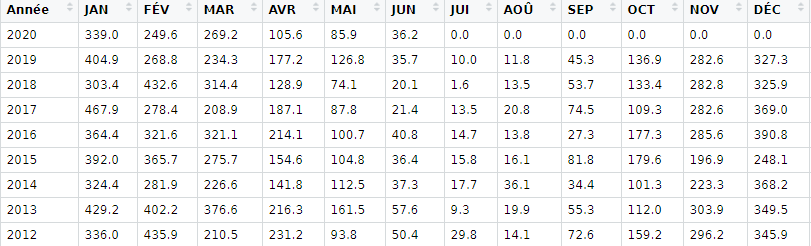 Année JAN FÉV MAR AVR MAI JUN JUI AOÛ SEP OCT NOV DÉC
2020 339.0 249.6 269.2 105.6 85.9 36.2 0.0 0.0 0.0 0.0 0.0 0.0
2019 404.9 268.8 234.3 177.2 126.8 35.7 10.0 11.8 45.3 136.9 282.6 327.3
2018 303.4 432.6 314.4 128.9 74.1 20.1 1.6 13.5 53.7 133.4 282.8 325.9
2017 467.9 278.4 208.9 187.1 87.8 21.4 13.5 20.8 74.5 109.3 282.6 369.0
2016 364.4 321.6 321.1 214.1 100.7 40.8 14.7 13.8 27.3 177.3 285.6 390.8
2015 392.0 365.7 275.7 154.6 104.8 36.4 15.8 16.1 81.8 179.6 196.9 248.1
2014 324.4 281.9 226.6 141.8 112.5 37.3 17.7 36.1 34.4 101.3 223.3 368.2
2013 429.2 402.2 376.6 216.3 161.5 57.6 9.3 19.9 55.3 112.0 303.9 349.5
2012 336.0 435.9 210.5 231.2 93.8 50.4 29.8 14.1 72.6 159.2 296.2 345.9